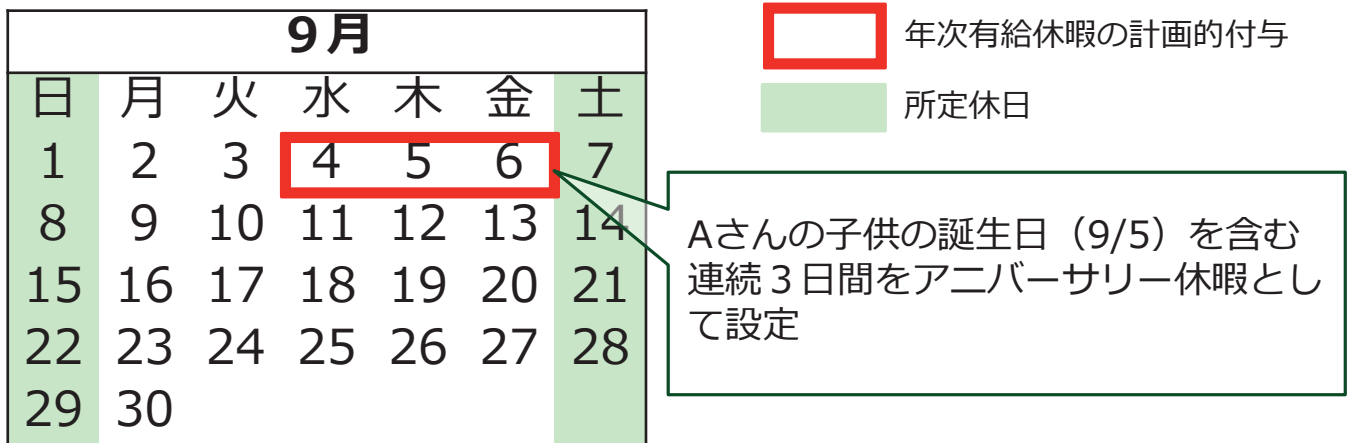 9月
日 月 火 水 木 金 土
1 2 3 4 5 6 7
8 9 10 11 12 13 14
15 16 17 18 19 20 21
22 23 24 25 26 27 28
29 30
年次有給休暇の計画的付与
所定休日
Aさんの子供の誕生日（9/5）を含む
連続３日間をアニバーサリー休暇とし
て設定